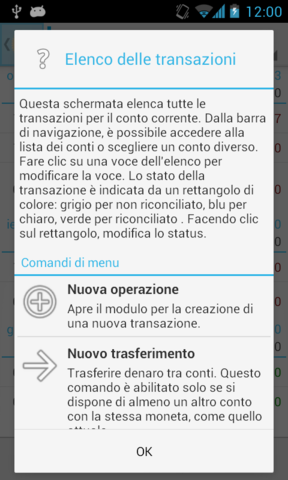 12:00
Elenco delle transazioni
Questa schermata elenca tutte le
transazioni per il conto corrente. Dalla barra
di navigazione, è possibile accedere alla
lista dei conti o scegliere un conto diverso.
Fare clic su una voce dell'elenco per
modificare la voce. Lo stato della
transazione è indicata da un rettangolo di
colore: grigio per non riconciliato, blu per
chiaro, verde per riconciliato . Facendo clic
sul rettangolo, modifica lo status.
Comandi di menu
Nuova operazione
Apre il modulo per la creazione di
una nuova transazione.
Nuovo trasferimento
Trasferire denaro tra conti. Questo
comando è abilitato solo se si
dispone di almeno un altro conto
con la stessa moneta, come quello
OK